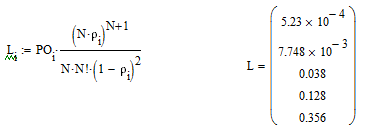 L_i := PO_i · (N·ρ_i)^(N+1) / (N·N!·(1 − ρ_i)^2)
L =
5.23 × 10^-4
7.748 × 10^-3
0.038
0.128
0.356